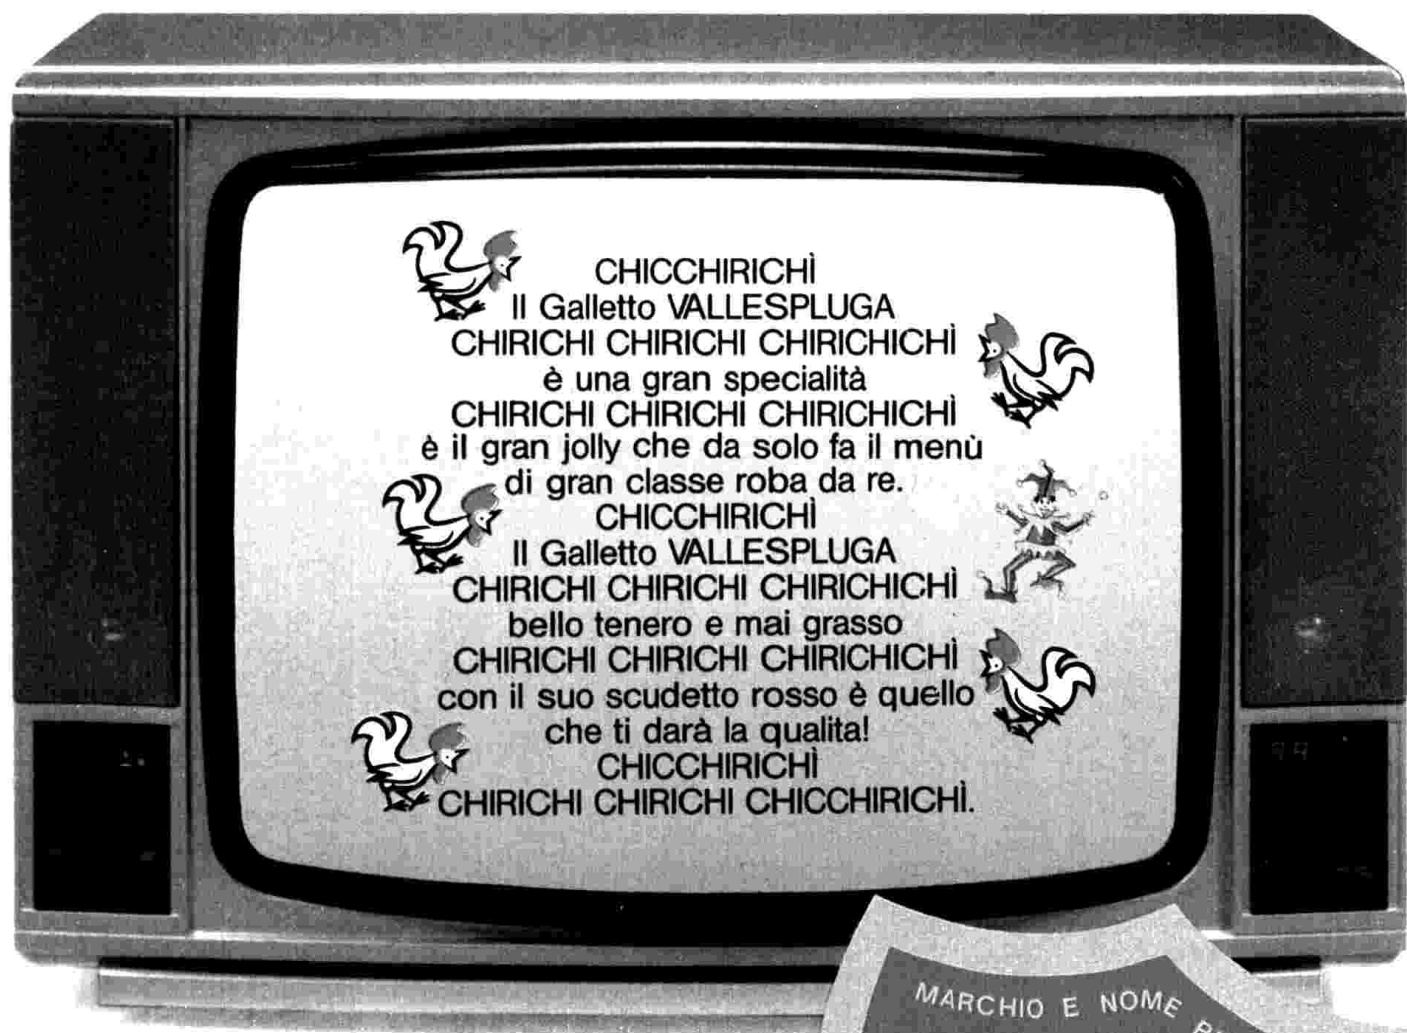 CHICCHIRICHÌ
Il Galletto VALLESPLUGA
CHIRICHI CHIRICHI CHIRICHICHÌ
è una gran specialità
CHIRICHI CHIRICHI CHIRICHICHÌ
è il gran jolly che da solo fa il menù
di gran classe roba da re.
CHICCHIRICHÌ
Il Galletto VALLESPLUGA
CHIRICHI CHIRICHI CHIRICHICHÌ
bello tenero e mai grasso
CHIRICHI CHIRICHI CHIRICHICHÌ
con il suo scudetto rosso è quello
che ti darà la qualita!
CHICCHIRICHÌ
CHIRICHI CHIRICHI CHICCHIRICHÌ.
MARCHIO E NOME